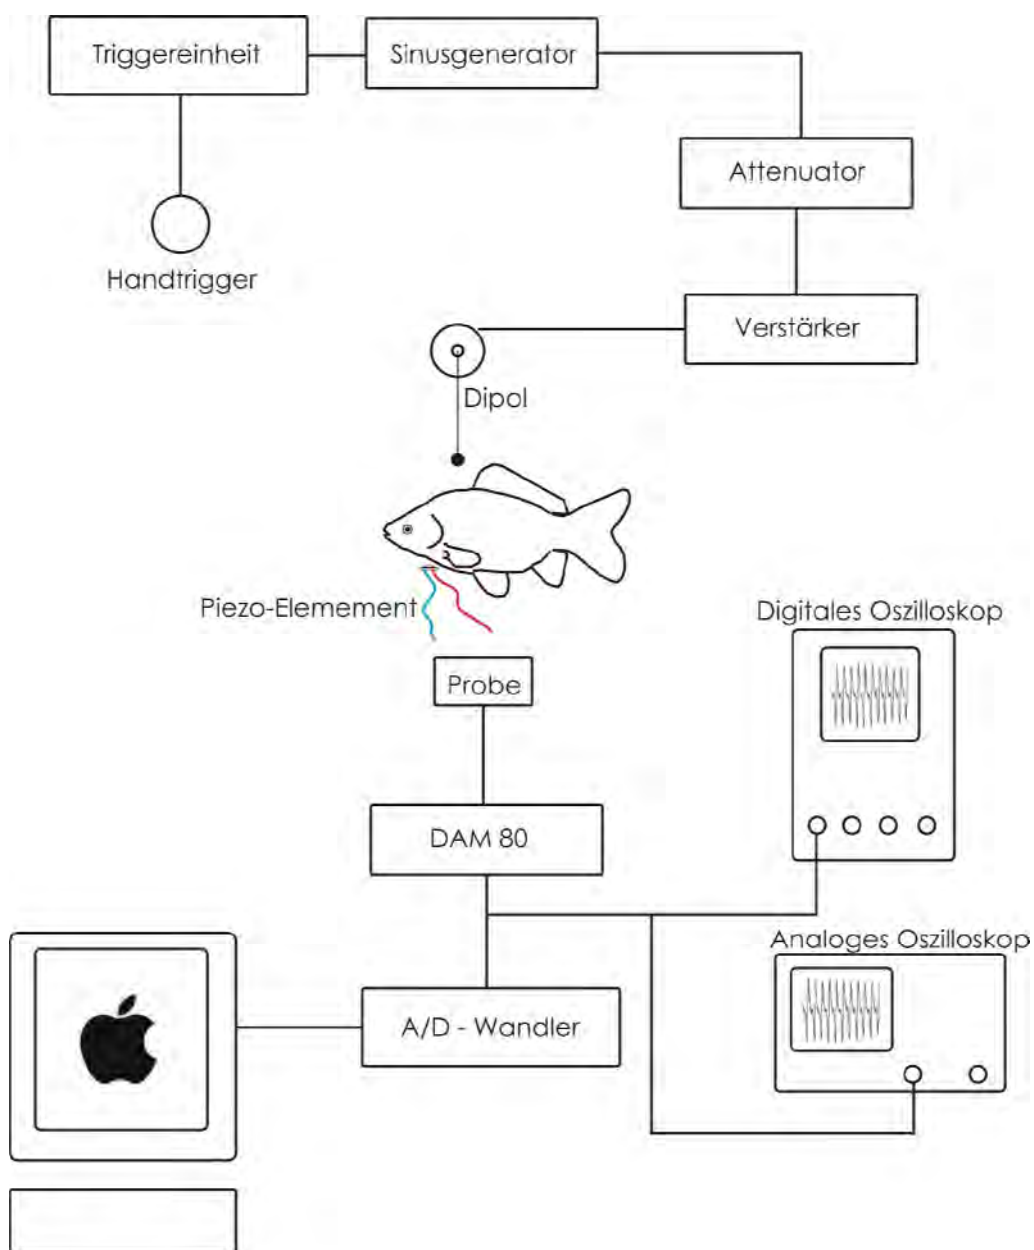 Triggereinheit
Sinusgenerator
Attenuator
Handtrigger
Verstärker
Dipol
Piezo-Elemement
Digitales Oszilloskop
Probe
DAM 80
Analoges Oszilloskop
A/D - Wandler